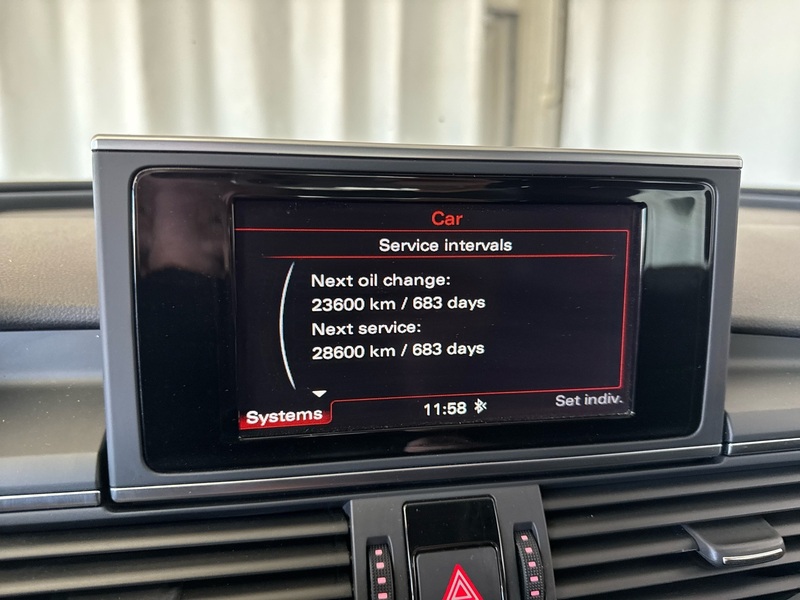 Car
Service intervals
Next oil change:
23600 km / 683 days
Next service:
28600 km / 683 days
Systems
11:58
Set indiv.